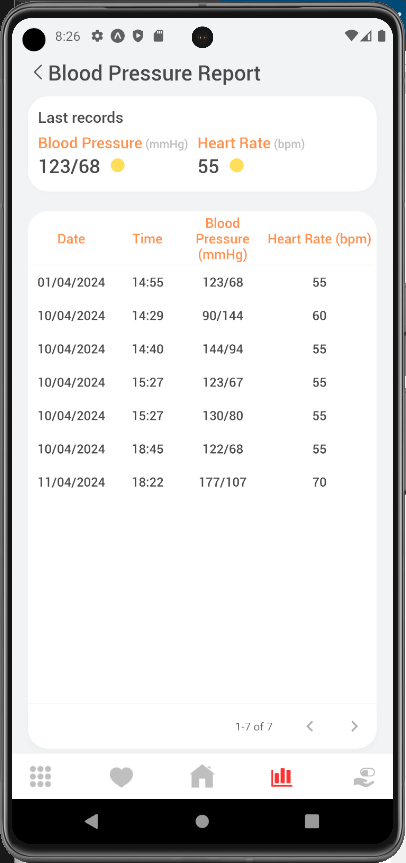 8:26
Blood Pressure Report
Last records
Blood Pressure (mmHg) Heart Rate (bpm)
123/68 55
Date Time Blood Pressure (mmHg) Heart Rate (bpm)
01/04/2024 14:55 123/68 55
10/04/2024 14:29 90/144 60
10/04/2024 14:40 144/94 55
10/04/2024 15:27 123/67 55
10/04/2024 15:27 130/80 55
10/04/2024 18:45 122/68 55
11/04/2024 18:22 177/107 70
1-7 of 7